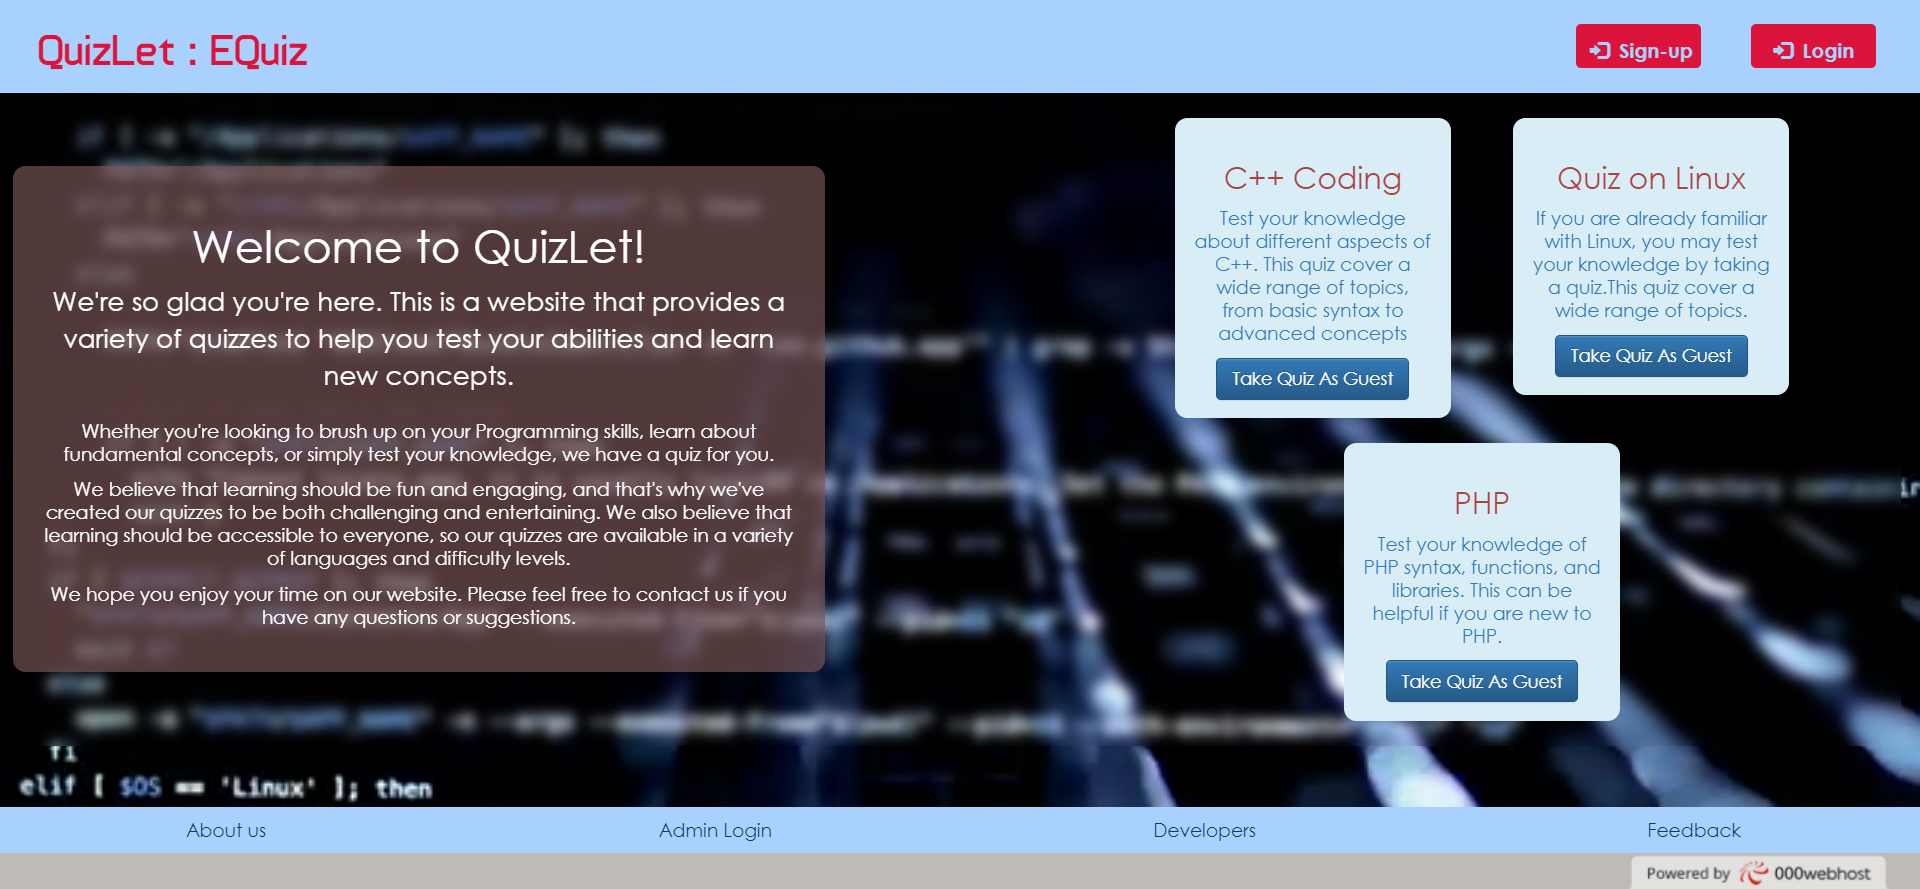 QuizLet : EQuiz
Sign-up
Login
Welcome to QuizLet!
We're so glad you're here. This is a website that provides a
variety of quizzes to help you test your abilities and learn
new concepts.
Whether you're looking to brush up on your Programming skills, learn about
fundamental concepts, or simply test your knowledge, we have a quiz for you.
We believe that learning should be fun and engaging, and that's why we've
created our quizzes to be both challenging and entertaining. We also believe that
learning should be accessible to everyone, so our quizzes are available in a variety
of languages and difficulty levels.
We hope you enjoy your time on our website. Please feel free to contact us if you
have any questions or suggestions.
C++ Coding
Test your knowledge
about different aspects of
C++. This quiz cover a
wide range of topics,
from basic syntax to
advanced concepts
Take Quiz As Guest
Quiz on Linux
If you are already familiar
with Linux, you may test
your knowledge by taking
a quiz.This quiz cover a
wide range of topics.
Take Quiz As Guest
PHP
Test your knowledge of
PHP syntax, functions, and
libraries. This can be
helpful if you are new to
PHP.
Take Quiz As Guest
else
fi
elif [ $OS == 'Linux' ]; then
About us
Admin Login
Developers
Feedback
Powered by 000webhost